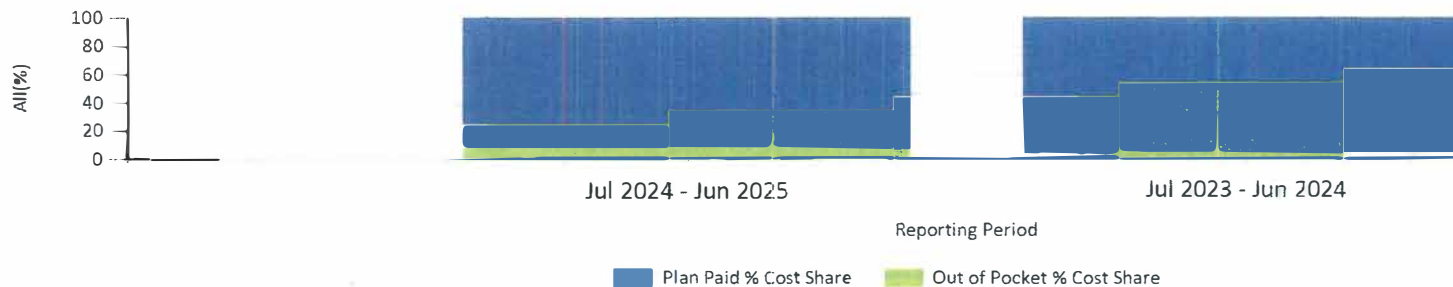 100
80
60
40
20
0
All(%)
Jul 2024 - Jun 2025
Jul 2023 - Jun 2024
Reporting Period
Plan Paid % Cost Share
Out of Pocket % Cost Share